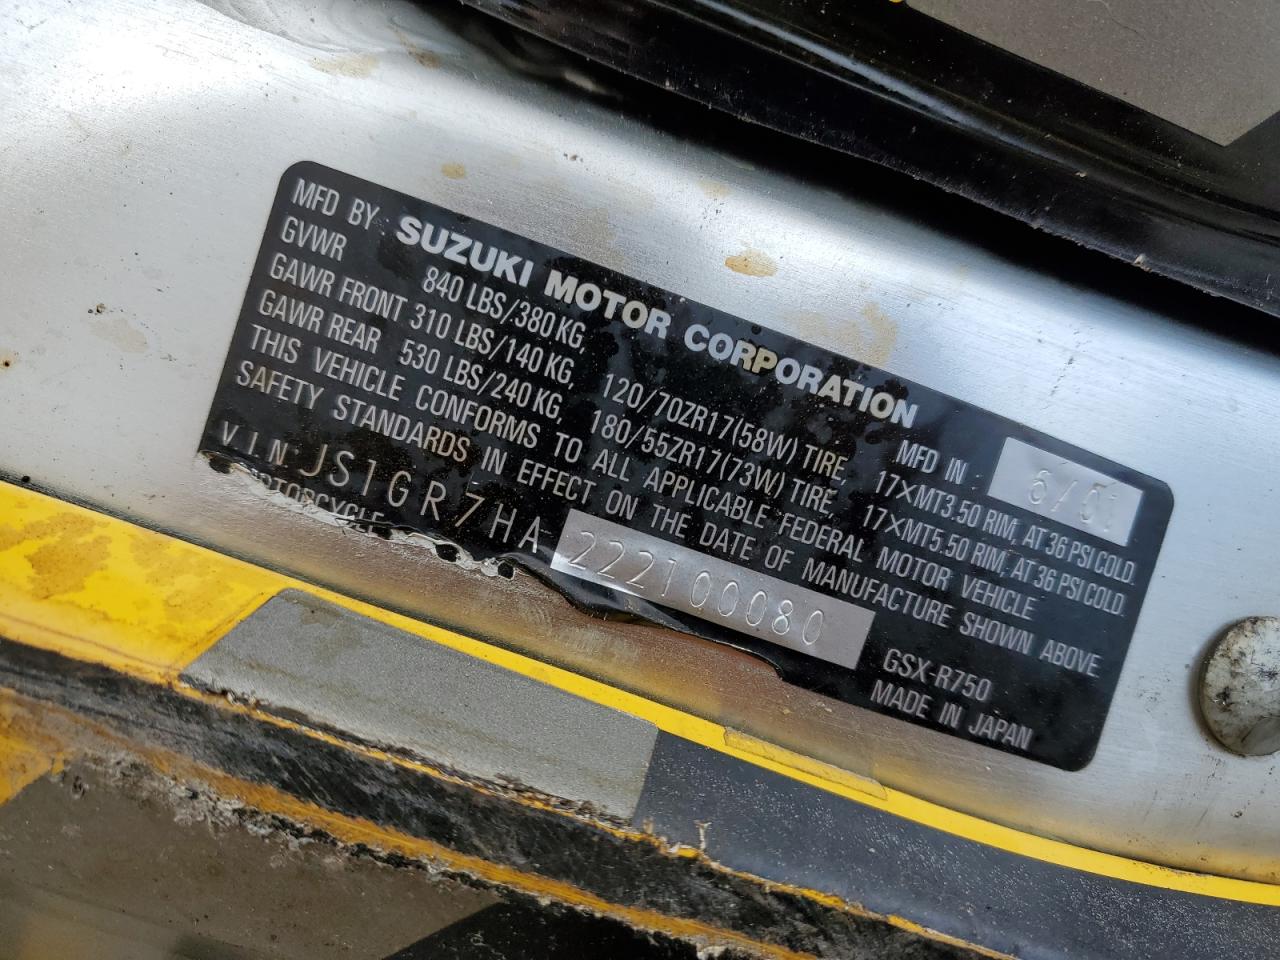 MFD BY SUZUKI MOTOR CORPORATION
GVWR 840 LBS/380 KG, MFD IN : 6/01
GAWR FRONT 310 LBS/140 KG, 120/70ZR17(58W) TIRE, 17×MT3.50 RIM, AT 36 PSI COLD.
GAWR REAR 530 LBS/240 KG, 180/55ZR17(73W) TIRE, 17×MT5.50 RIM, AT 36 PSI COLD.
THIS VEHICLE CONFORMS TO ALL APPLICABLE FEDERAL MOTOR VEHICLE
SAFETY STANDARDS IN EFFECT ON THE DATE OF MANUFACTURE SHOWN ABOVE.
V.I.N: JS1GR7HA 222100080 GSX-R750
MOTORCYCLE MADE IN JAPAN